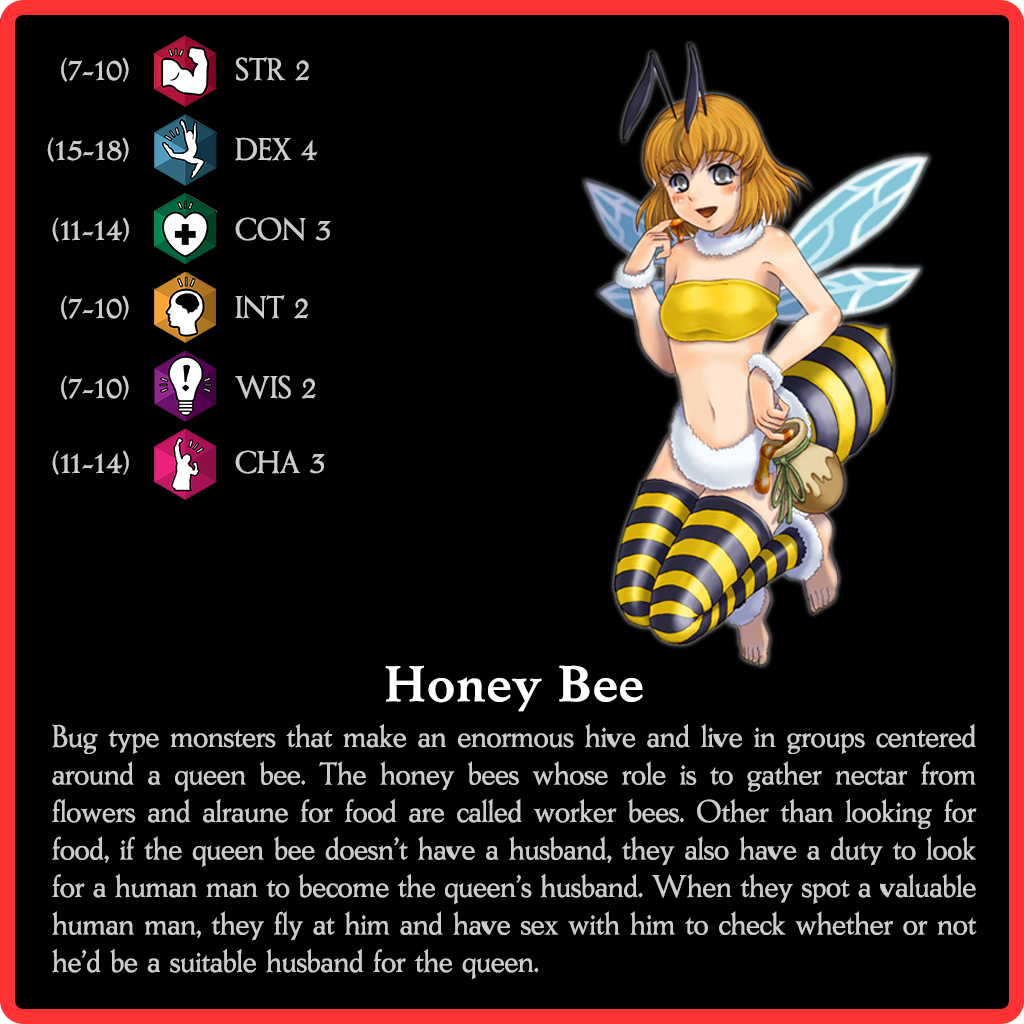 (7-10) STR 2
(15-18) DEX 4
(11-14) CON 3
(7-10) INT 2
(7-10) WIS 2
(11-14) CHA 3
Honey Bee
Bug type monsters that make an enormous hive and live in groups centered
around a queen bee. The honey bees whose role is to gather nectar from
flowers and alraune for food are called worker bees. Other than looking for
food, if the queen bee doesn't have a husband, they also have a duty to look
for a human man to become the queen's husband. When they spot a valuable
human man, they fly at him and have sex with him to check whether or not
he'd be a suitable husband for the queen.